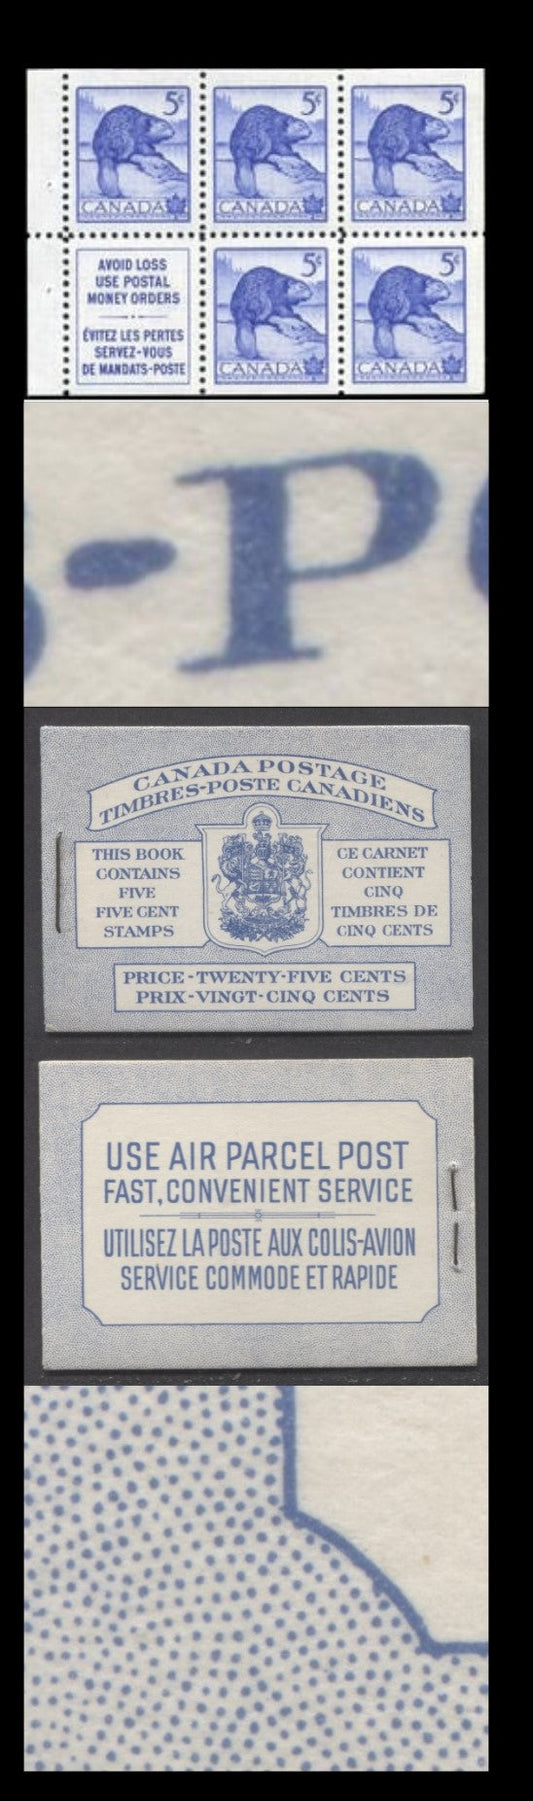 5¢ 5¢ 5¢
CANADA CANADA CANADA
AVOID LOSS
USE POSTAL
MONEY ORDERS
ÉVITEZ LES PERTES
SERVEZ-VOUS
DE MANDATS-POSTE
5¢ 5¢
CANADA CANADA
-P
CANADA POSTAGE
TIMBRES-POSTE CANADIENS
THIS BOOK
CONTAINS
FIVE
FIVE CENT
STAMPS
CE CARNET
CONTIENT
CINQ
TIMBRES DE
CINQ CENTS
PRICE-TWENTY-FIVE CENTS
PRIX-VINGT-CINQ CENTS
USE AIR PARCEL POST
FAST, CONVENIENT SERVICE
UTILISEZ LA POSTE AUX COLIS-AVION
SERVICE COMMODE ET RAPIDE